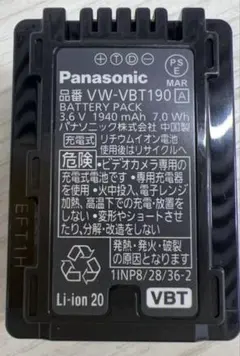 + T D -
PS
E
MAR
Panasonic
品番 VW-VBT190 A
BATTERY PACK
3.6 V 1940 mAh 7.0 Wh
パナソニック株式会社 中国製
充電式 リチウムイオン電池
使用後はリサイクルへ
危険 ・ビデオカメラ専用の
充電式電池です・専用充電器
を使用・火中投入、電子レンジ
加熱、高温下での充電・放置を
しない・変形やショートさせ
たり、分解・改造をしない
発熱・発火・破裂
の原因となります
1INP8/28/36-2
Li-ion 20
VBT
EF1H